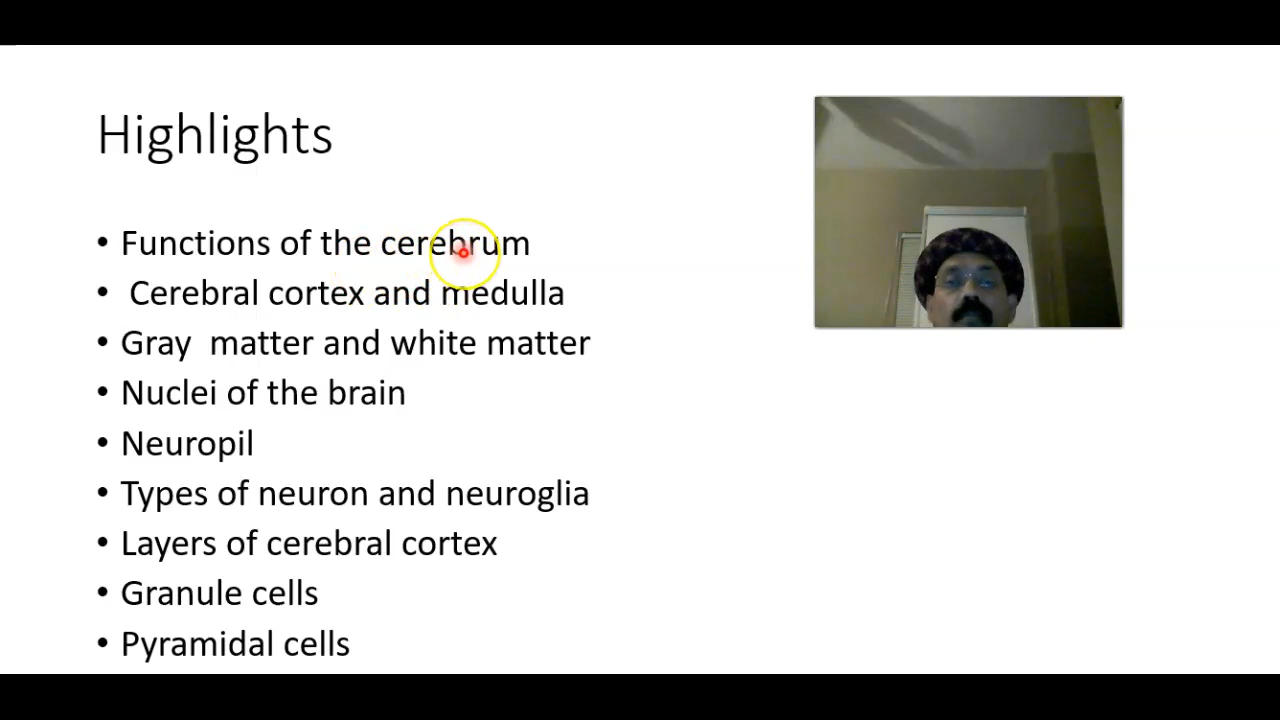 Highlights
• Functions of the cerebrum
• Cerebral cortex and medulla
• Gray matter and white matter
• Nuclei of the brain
• Neuropil
• Types of neuron and neuroglia
• Layers of cerebral cortex
• Granule cells
• Pyramidal cells